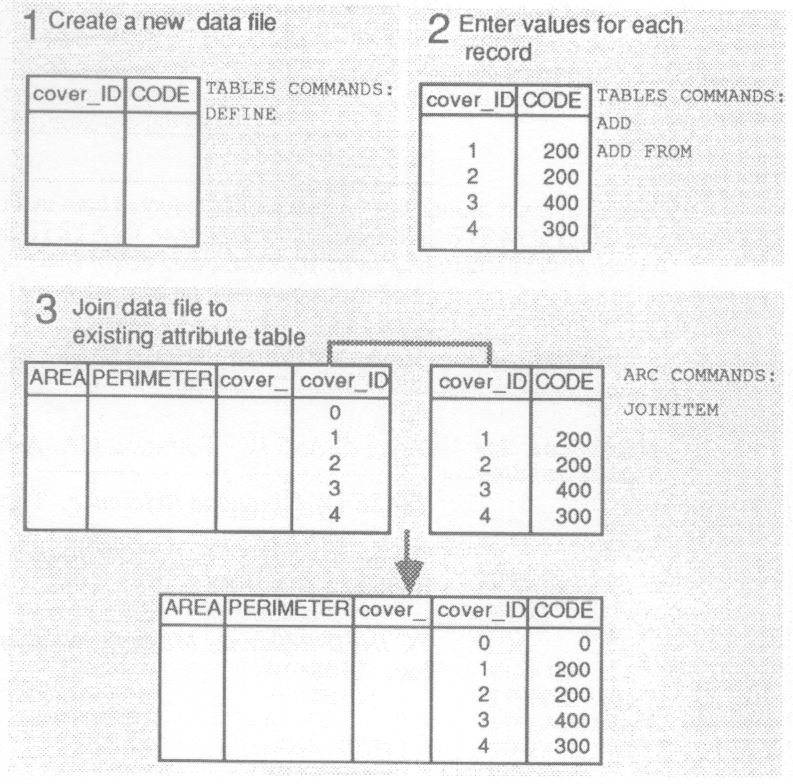 1 Create a new data file
cover_ID CODE
TABLES COMMANDS:
DEFINE
2 Enter values for each
record
cover_ID CODE
1 200
2 200
3 400
4 300
TABLES COMMANDS:
ADD
ADD FROM
3 Join data file to
existing attribute table
AREA PERIMETER cover_ cover_ID
0
1
2
3
4
cover_ID CODE
1 200
2 200
3 400
4 300
ARC COMMANDS:
JOINITEM
AREA PERIMETER cover_ cover_ID CODE
0 0
1 200
2 200
3 400
4 300